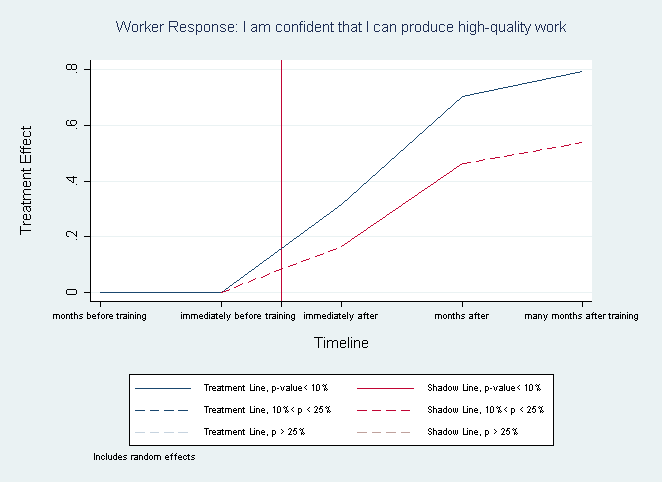 Worker Response: I am confident that I can produce high-quality work
Treatment Effect
.8
.6
.4
.2
0
months before training
immediately before training
immediately after
months after
many months after training
Timeline
Treatment Line, p-value< 10%
Shadow Line, p-value< 10%
Treatment Line, 10%< p < 25%
Shadow Line, 10%< p < 25%
Treatment Line, p > 25%
Shadow Line, p > 25%
Includes random effects